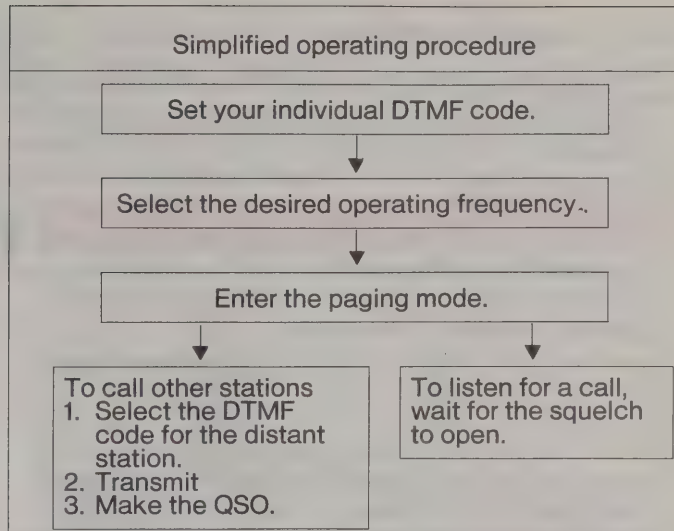 Simplified operating procedure
Set your individual DTMF code.
Select the desired operating frequency.
Enter the paging mode.
To call other stations
1. Select the DTMF
code for the distant
station.
2. Transmit
3. Make the QSO.
To listen for a call,
wait for the squelch
to open.